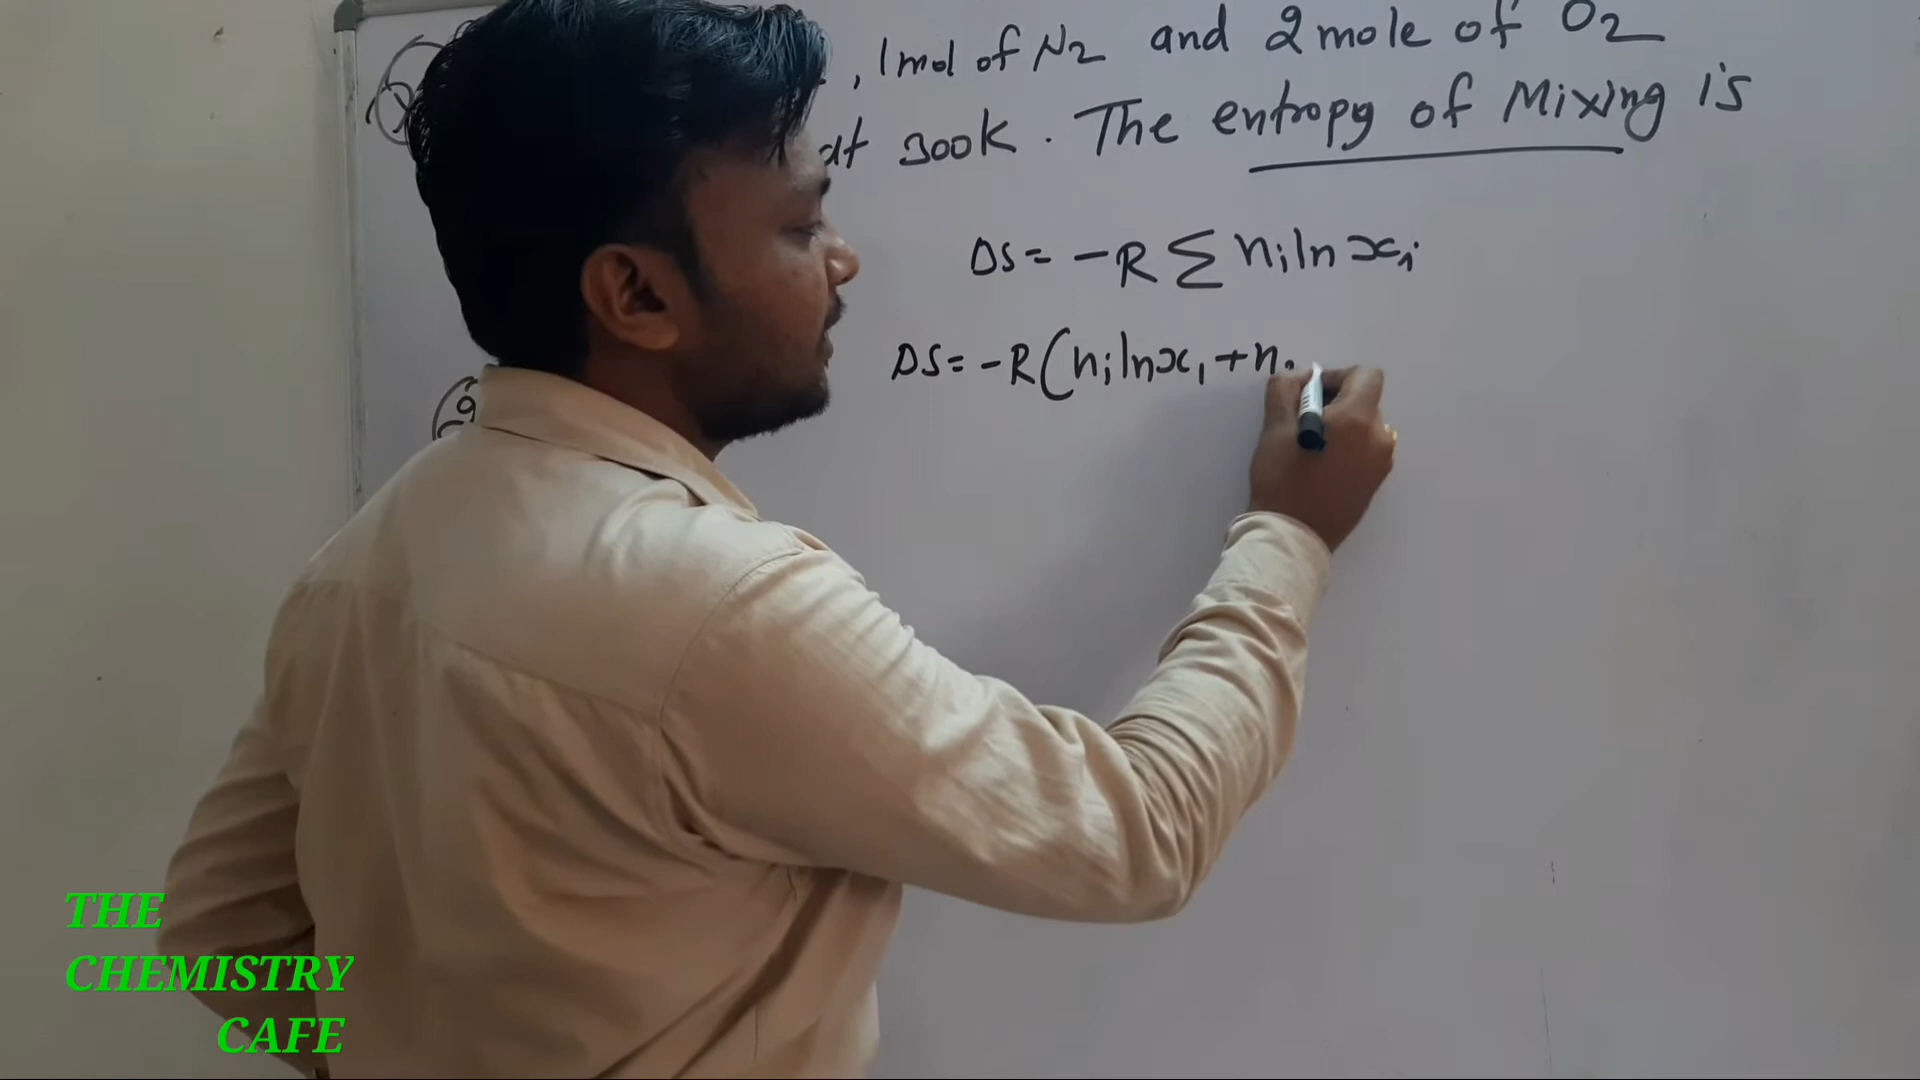 , 1mol of N2 and 2 mole of O2
at 300K. The entropy of Mixing is
ΔS = -R Σ ni ln xi
ΔS = -R(ni ln x1 + n
9
THE
CHEMISTRY
CAFE